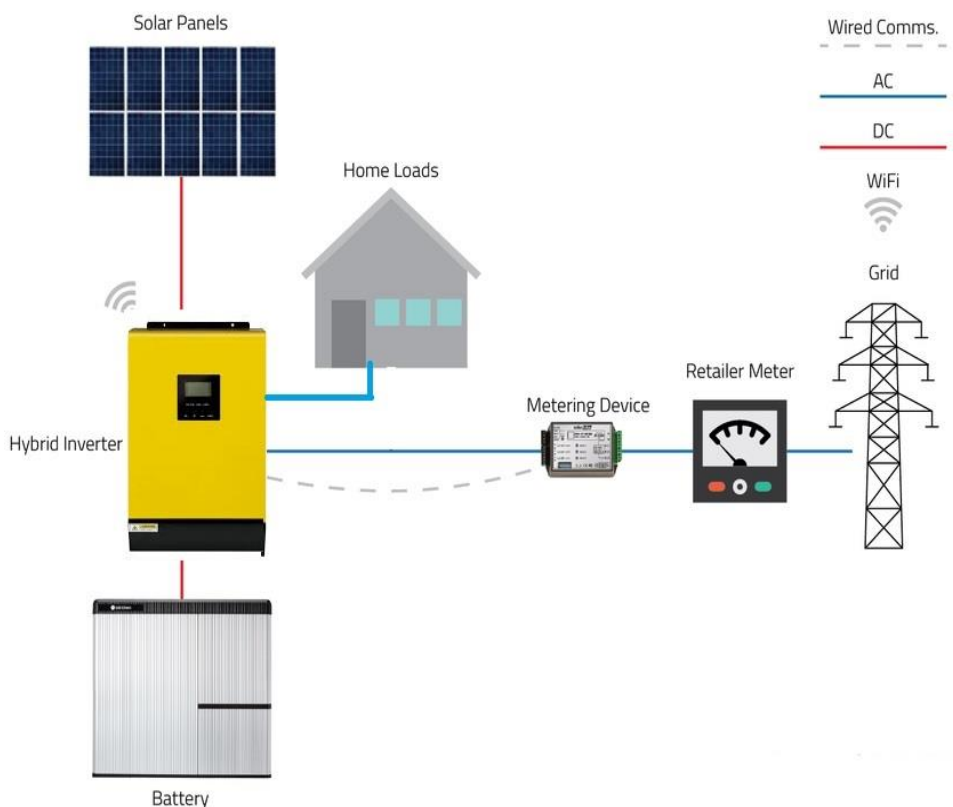 Solar Panels
Wired Comms.
AC
DC
Home Loads
WiFi
Grid
Retailer Meter
Metering Device
Hybrid Inverter
Battery